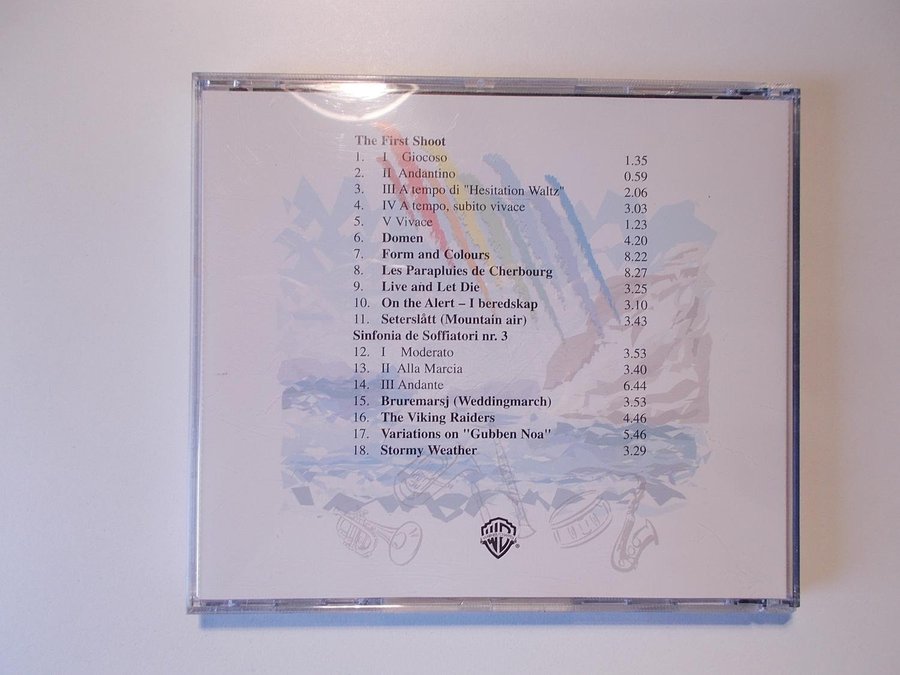 The First Shoot
1. I Giocoso 1.35
2. II Andantino 0.59
3. III A tempo di "Hesitation Waltz" 2.06
4. IV A tempo, subito vivace 3.03
5. V Vivace 1.23
6. Domen 4.20
7. Form and Colours 8.22
8. Les Parapluies de Cherbourg 8.27
9. Live and Let Die 3.25
10. On the Alert – I beredskap 3.10
11. Seterslått (Mountain air) 3.43
Sinfonia de Soffiatori nr. 3
12. I Moderato 3.53
13. II Alla Marcia 3.40
14. III Andante 6.44
15. Bruremarsj (Weddingmarch) 3.53
16. The Viking Raiders 4.46
17. Variations on "Gubben Noa" 5.46
18. Stormy Weather 3.29